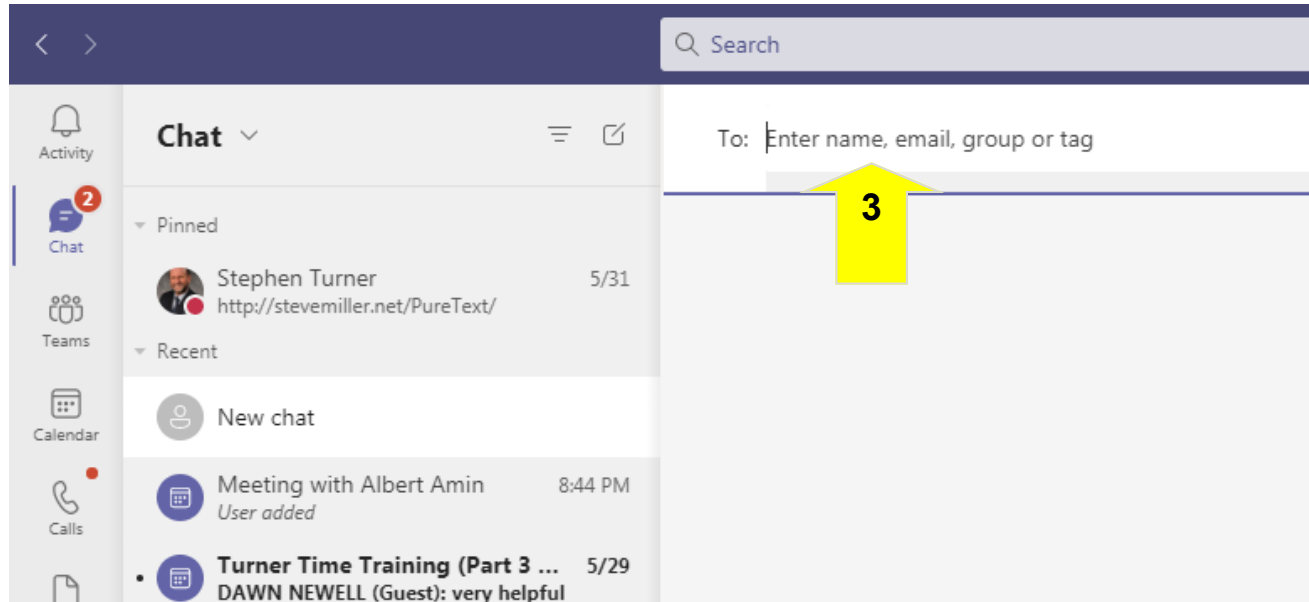 Search
Activity
2
Chat
Teams
Calendar
Calls
Chat
Pinned
Stephen Turner 5/31
http://stevemiller.net/PureText/
Recent
New chat
Meeting with Albert Amin 8:44 PM
User added
Turner Time Training (Part 3 ... 5/29
DAWN NEWELL (Guest): very helpful
To: Enter name, email, group or tag
3